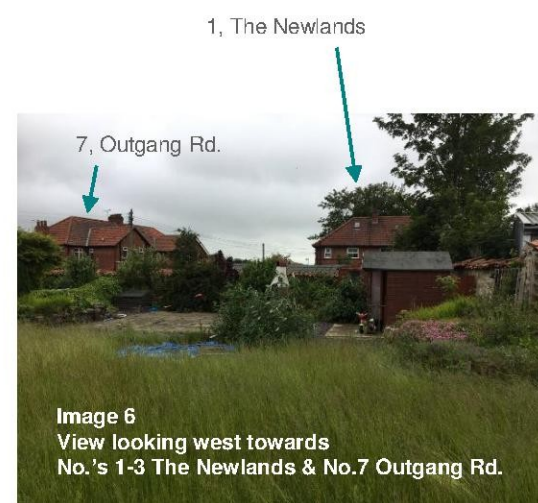 1, The Newlands
7, Outgang Rd.
Image 6
View looking west towards
No.'s 1-3 The Newlands & No.7 Outgang Rd.